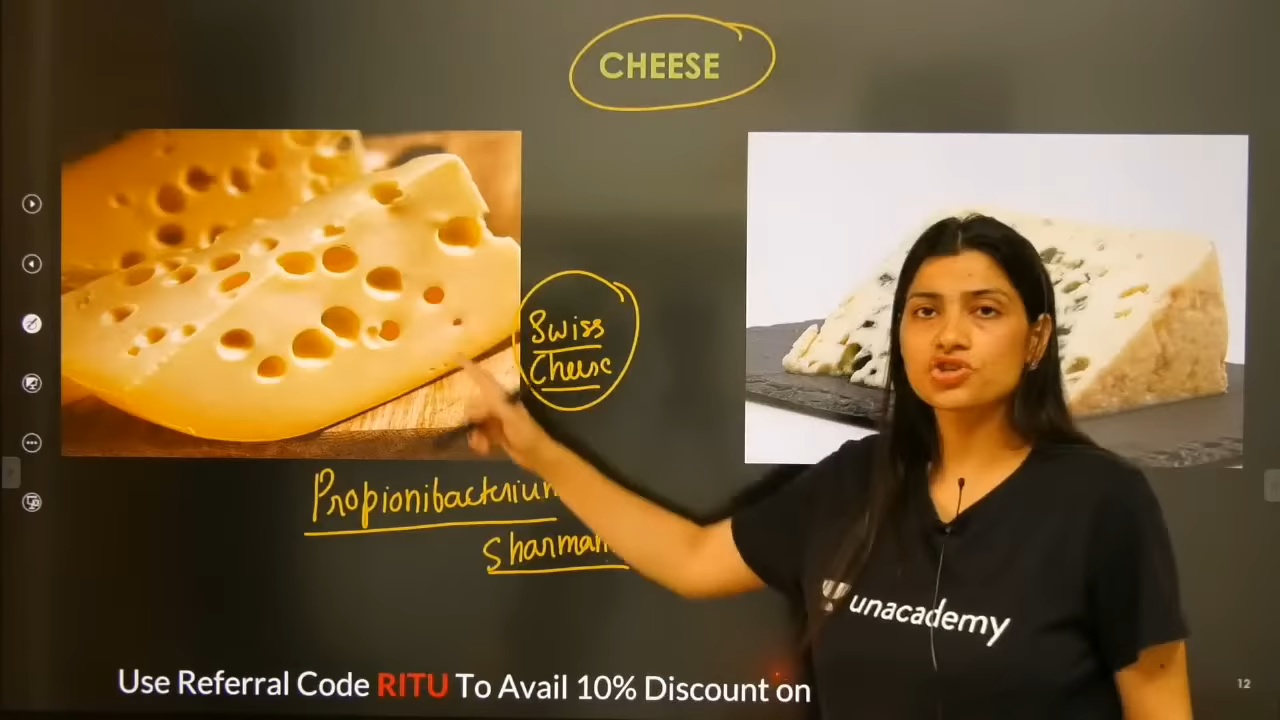 CHEESE
Swiss
Cheese
Propionibacterium
Sharman
unacademy
Use Referral Code RITU To Avail 10% Discount on
12